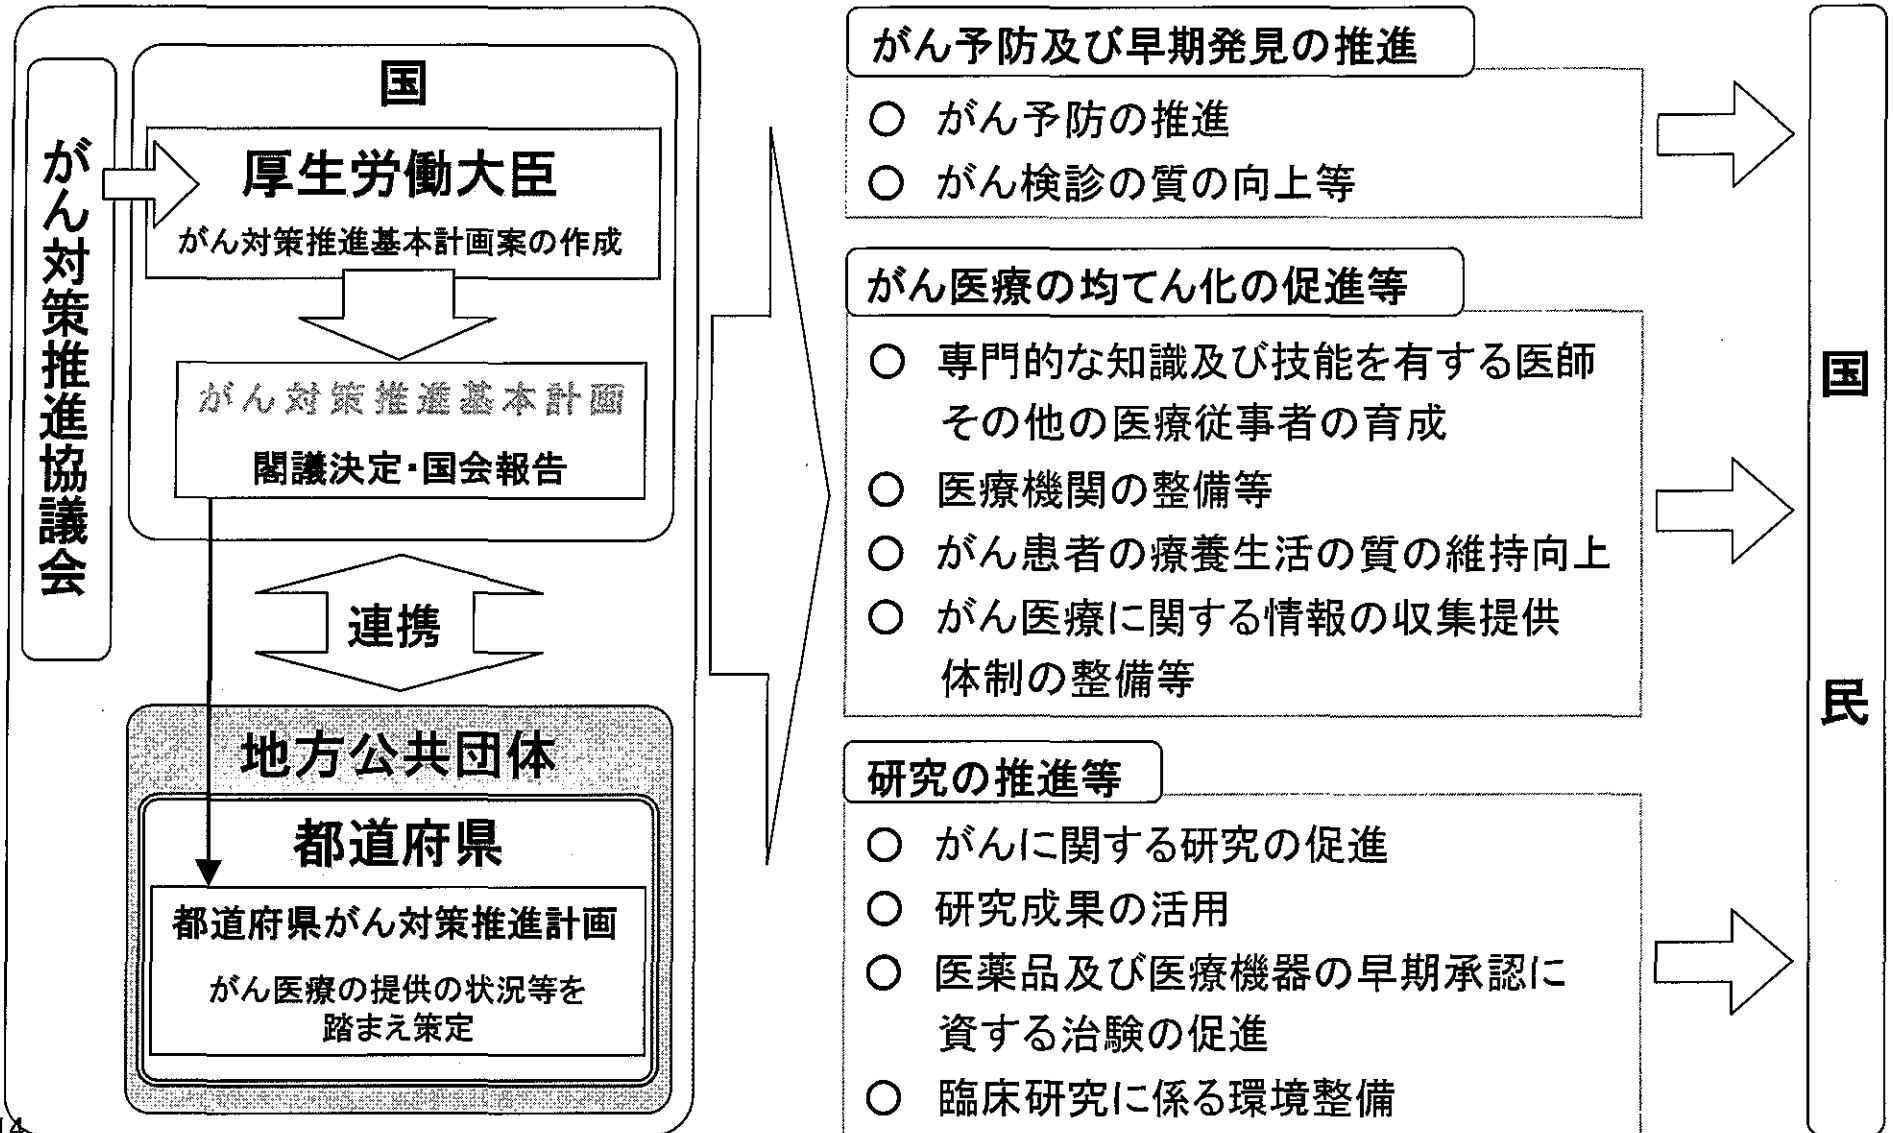 がん対策推進協議会
国
厚生労働大臣
がん対策推進基本計画案の作成
がん対策推進基本計画
閣議決定・国会報告
連携
地方公共団体
都道府県
都道府県がん対策推進計画
がん医療の提供の状況等を
踏まえ策定
がん予防及び早期発見の推進
○ がん予防の推進
○ がん検診の質の向上等
がん医療の均てん化の促進等
○ 専門的な知識及び技能を有する医師
その他の医療従事者の育成
○ 医療機関の整備等
○ がん患者の療養生活の質の維持向上
○ がん医療に関する情報の収集提供
体制の整備等
研究の推進等
○ がんに関する研究の促進
○ 研究成果の活用
○ 医薬品及び医療機器の早期承認に
資する治験の促進
○ 臨床研究に係る環境整備
国民
14